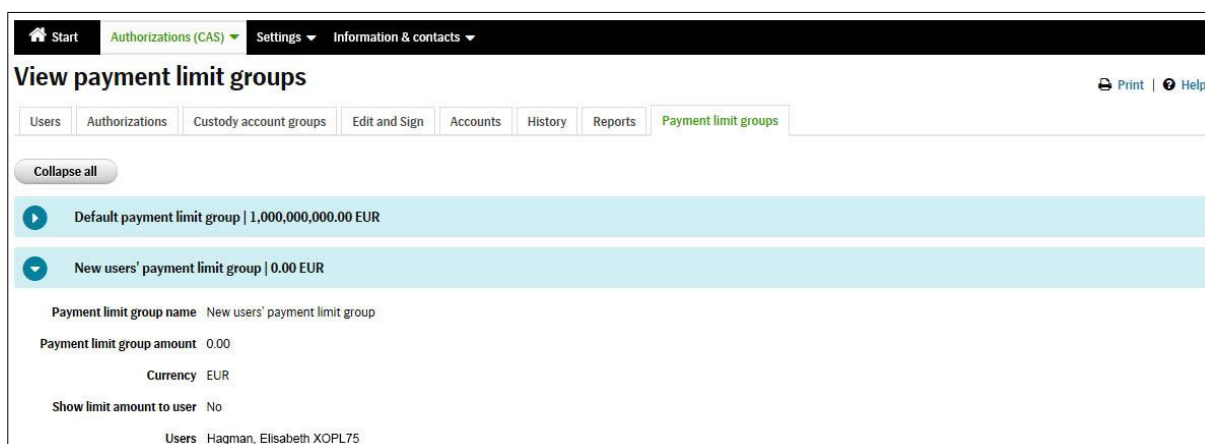 Start Authorizations (CAS) Settings Information & contacts
View payment limit groups
Print | Help
Users Authorizations Custody account groups Edit and Sign Accounts History Reports Payment limit groups
Collapse all
Default payment limit group | 1,000,000,000.00 EUR
New users' payment limit group | 0.00 EUR
Payment limit group name New users' payment limit group
Payment limit group amount 0.00
Currency EUR
Show limit amount to user No
Users Hagman, Elisabeth XOPL75